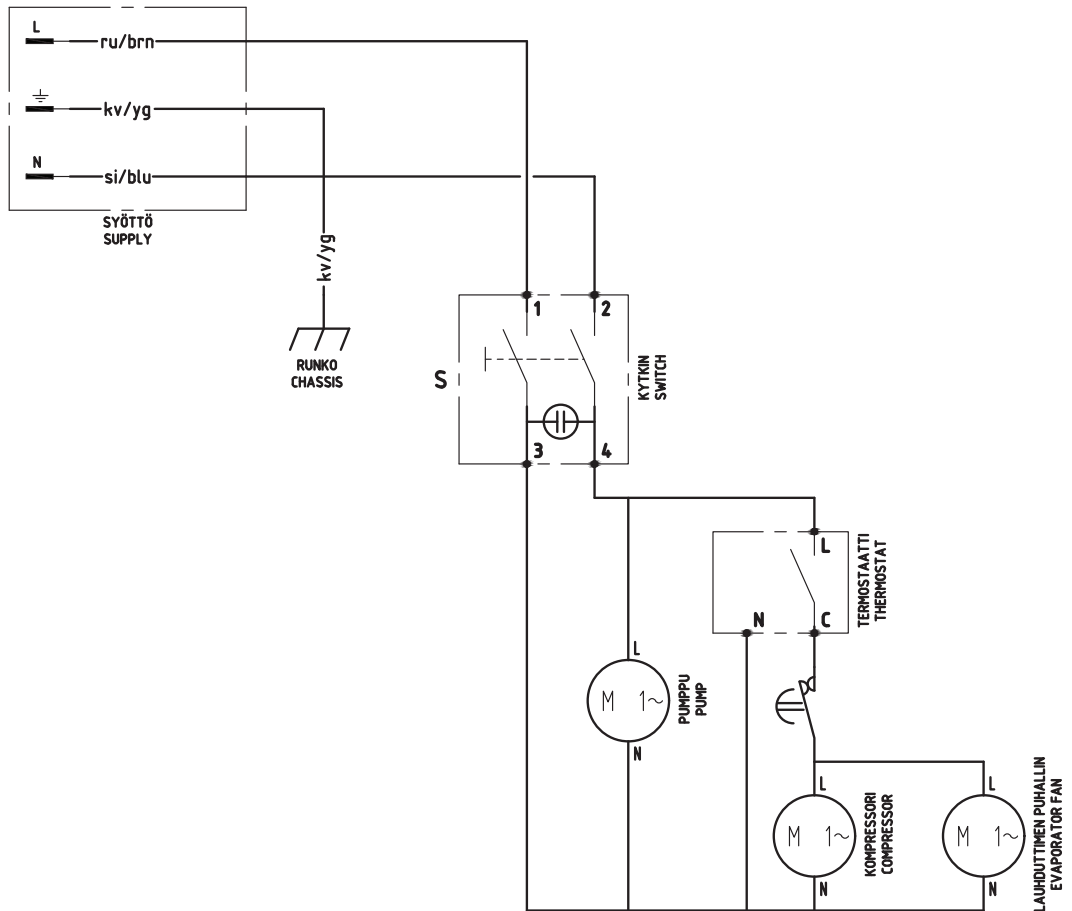 L
ru/brn
kv/yg
N
si/blu
SYÖTTÖ
SUPPLY
kv/yg
RUNKO
CHASSIS
1
2
S
KYTKIN
SWITCH
3
4
L
TERMOSTAATTI
THERMOSTAT
N
C
L
M 1~
PUMPPU
PUMP
N
L
M 1~
KOMPRESSORI
COMPRESSOR
N
L
M 1~
LAUHDUTTIMEN PUHALLIN
EVAPORATOR FAN
N